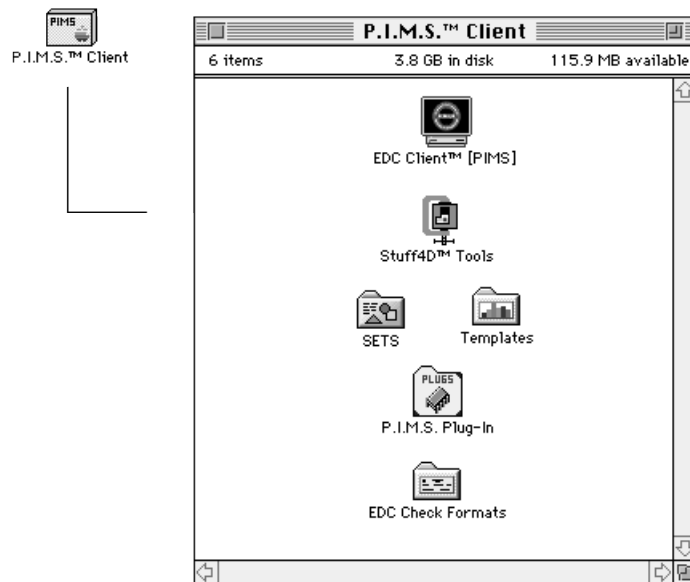 PIMS
P.I.M.S.™ Client
P.I.M.S.™ Client
6 items 3.8 GB in disk 115.9 MB available
EDC Client™ [PIMS]
Stuff4D™ Tools
SETS Templates
PLUGS
P.I.M.S. Plug-In
EDC Check Formats